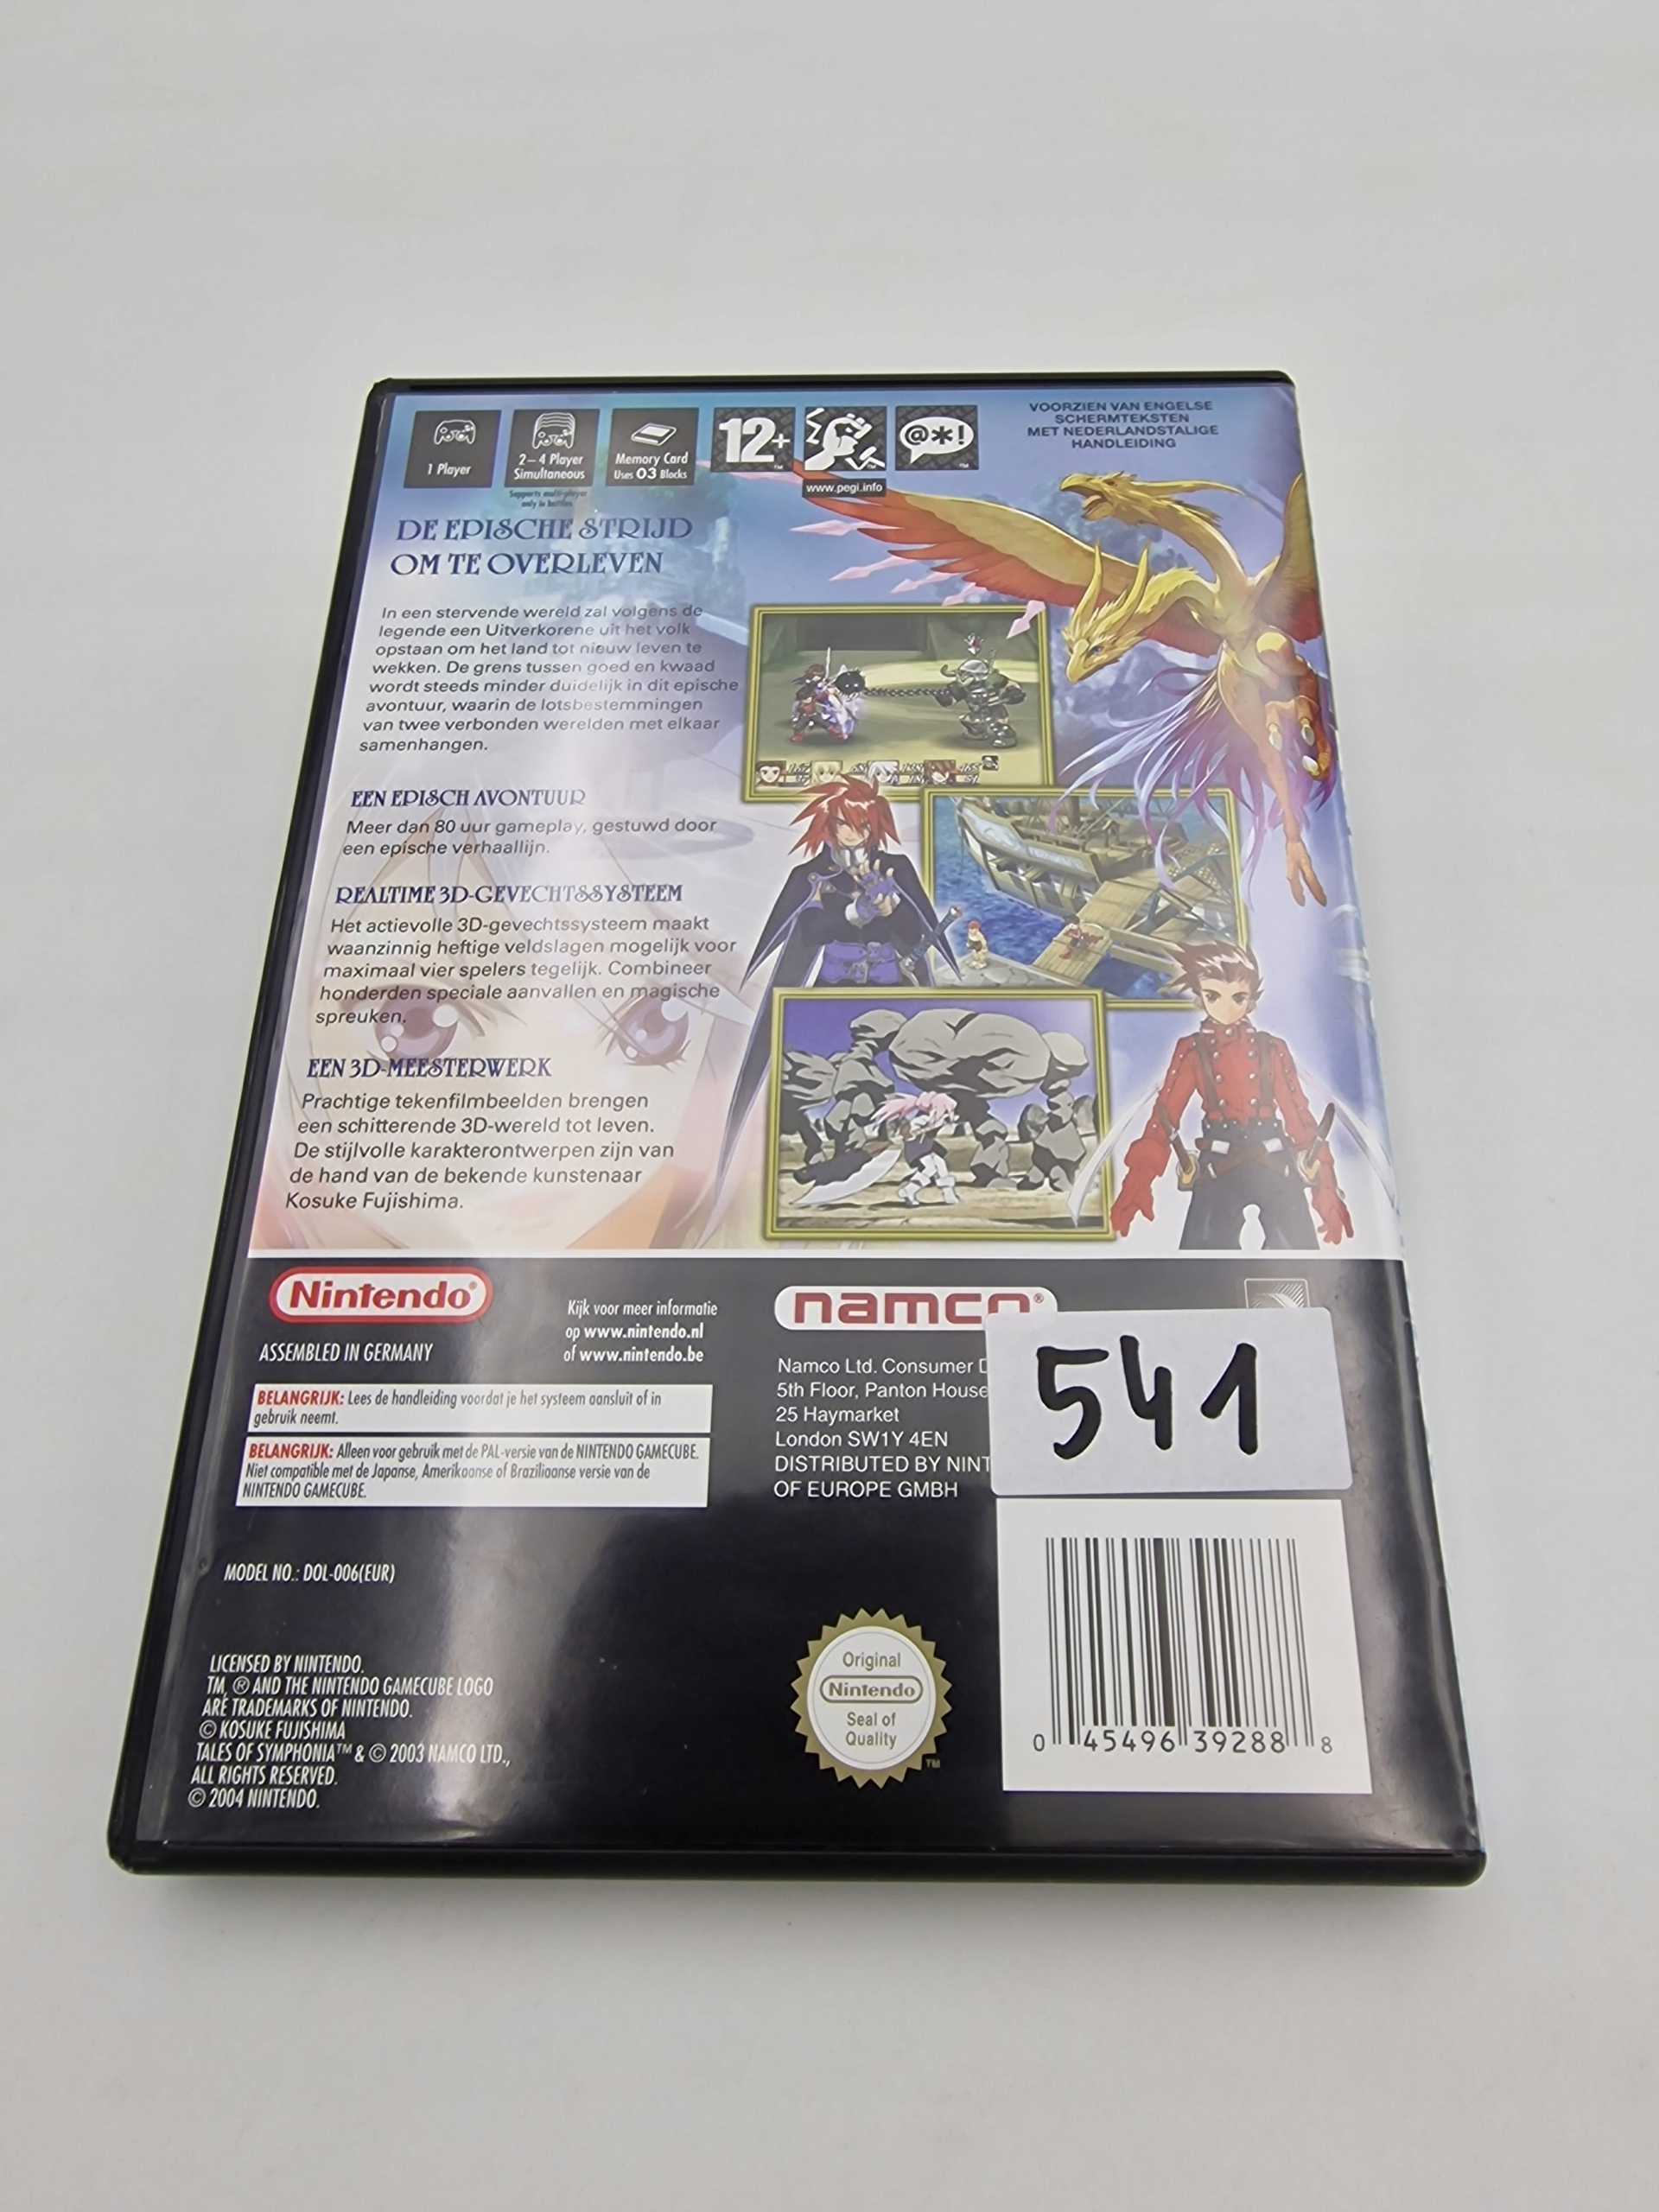 1 Player
2-4 Player
Simultaneous
Supports multi-player
only in battles
Memory Card
Uses 03 Blocks
12+
@*!
www.pegi.info
VOORZIEN VAN ENGELSE
SCHERMTEKSTEN
MET NEDERLANDSTALIGE
HANDLEIDING
DE EPISCHE STRIJD
OM TE OVERLEVEN
In een stervende wereld zal volgens de
legende een Uitverkorene uit het volk
opstaan om het land tot nieuw leven te
wekken. De grens tussen goed en kwaad
wordt steeds minder duidelijk in dit epische
avontuur, waarin de lotsbestemmingen
van twee verbonden werelden met elkaar
samenhangen.
EEN EPISCH AVONTUUR
Meer dan 80 uur gameplay, gestuwd door
een epische verhaallijn.
REALTIME 3D-GEVECHTSSYSTEEM
Het actievolle 3D-gevechtssysteem maakt
waanzinnig heftige veldslagen mogelijk voor
maximaal vier spelers tegelijk. Combineer
honderden speciale aanvallen en magische
spreuken.
EEN 3D-MEESTERWERK
Prachtige tekenfilmbeelden brengen
een schitterende 3D-wereld tot leven.
De stijlvolle karakterontwerpen zijn van
de hand van de bekende kunstenaar
Kosuke Fujishima.
Nintendo®
ASSEMBLED IN GERMANY
Kijk voor meer informatie
op www.nintendo.nl
of www.nintendo.be
BELANGRIJK: Lees de handleiding voordat je het systeem aansluit of in
gebruik neemt.
BELANGRIJK: Alleen voor gebruik met de PAL-versie van de NINTENDO GAMECUBE.
Niet compatible met de Japanse, Amerikaanse of Braziliaanse versie van de
NINTENDO GAMECUBE.
namco®
Namco Ltd. Consumer
5th Floor, Panton House
25 Haymarket
London SW1Y 4EN
DISTRIBUTED BY NINT
OF EUROPE GMBH
541
MODEL NO.: DOL-006(EUR)
LICENSED BY NINTENDO.
TM, ® AND THE NINTENDO GAMECUBE LOGO
ARE TRADEMARKS OF NINTENDO.
© KOSUKE FUJISHIMA
TALES OF SYMPHONIA™ & © 2003 NAMCO LTD.,
ALL RIGHTS RESERVED.
© 2004 NINTENDO.
Original
Nintendo
Seal of
Quality
TM
0 45496 39288 8